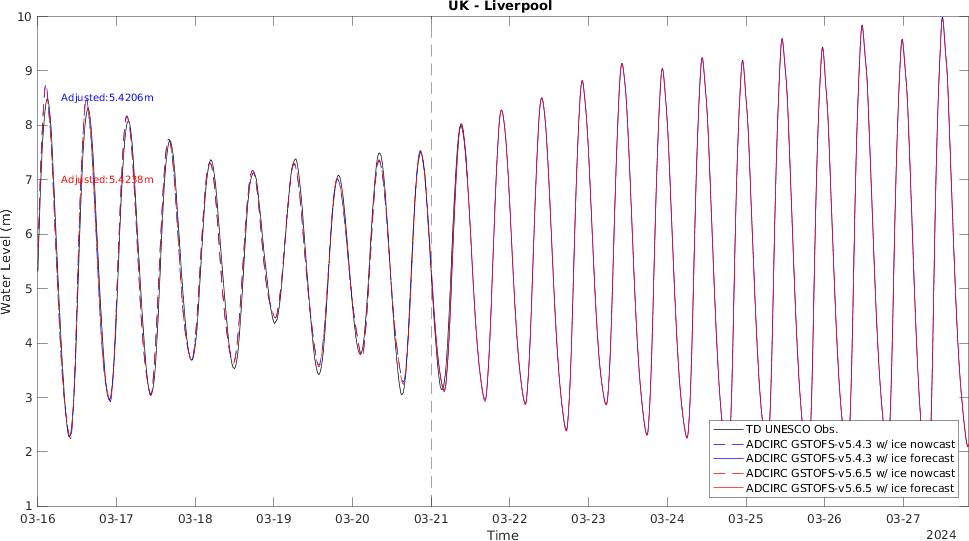 UK - Liverpool
10
9
8
7
6
5
4
3
2
1
Water Level (m)
Adjusted:5.4206m
Adjusted:5.4238m
TD UNESCO Obs.
ADCIRC GSTOFS-v5.4.3 w/ ice nowcast
ADCIRC GSTOFS-v5.4.3 w/ ice forecast
ADCIRC GSTOFS-v5.6.5 w/ ice nowcast
ADCIRC GSTOFS-v5.6.5 w/ ice forecast
03-16 03-17 03-18 03-19 03-20 03-21 03-22 03-23 03-24 03-25 03-26 03-27
Time
2024